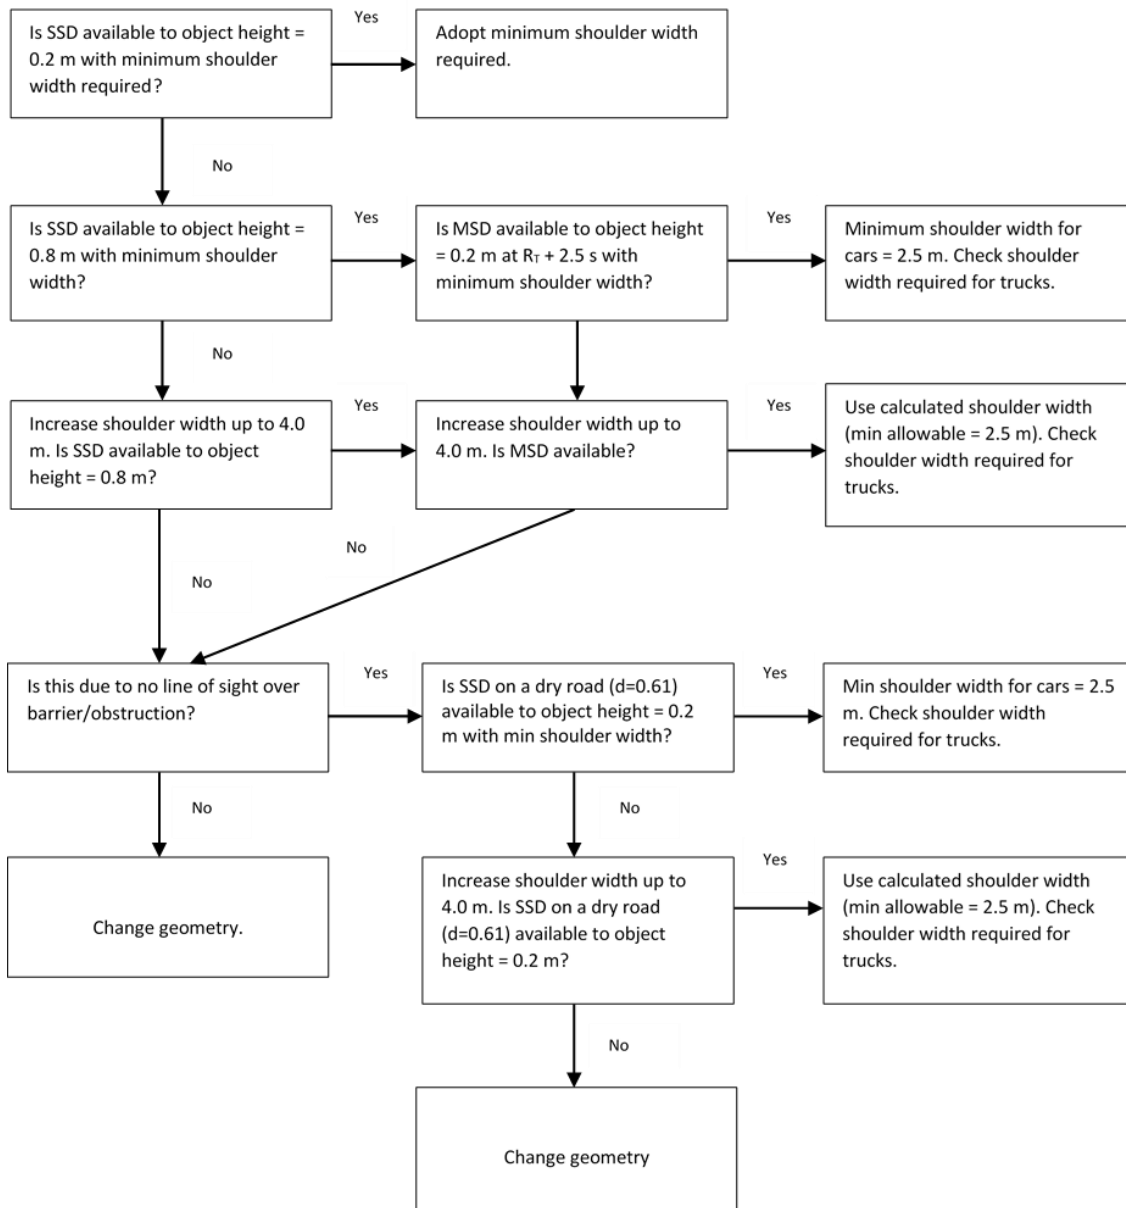 Is SSD available to object height =
0.2 m with minimum shoulder
width required?
Yes
Adopt minimum shoulder width
required.
No
Is SSD available to object height =
0.8 m with minimum shoulder
width?
Yes
Is MSD available to object height
= 0.2 m at RT + 2.5 s with
minimum shoulder width?
Yes
Minimum shoulder width for
cars = 2.5 m. Check shoulder
width required for trucks.
No
Increase shoulder width up to 4.0
m. Is SSD available to object
height = 0.8 m?
Yes
Increase shoulder width up to
4.0 m. Is MSD available?
Yes
Use calculated shoulder width
(min allowable = 2.5 m). Check
shoulder width required for
trucks.
No
No
Is this due to no line of sight over
barrier/obstruction?
Yes
Is SSD on a dry road (d=0.61)
available to object height = 0.2
m with min shoulder width?
Yes
Min shoulder width for cars = 2.5
m. Check shoulder width
required for trucks.
No
No
Change geometry.
Increase shoulder width up to
4.0 m. Is SSD on a dry road
(d=0.61) available to object
height = 0.2 m?
Yes
Use calculated shoulder width
(min allowable = 2.5 m). Check
shoulder width required for
trucks.
No
Change geometry